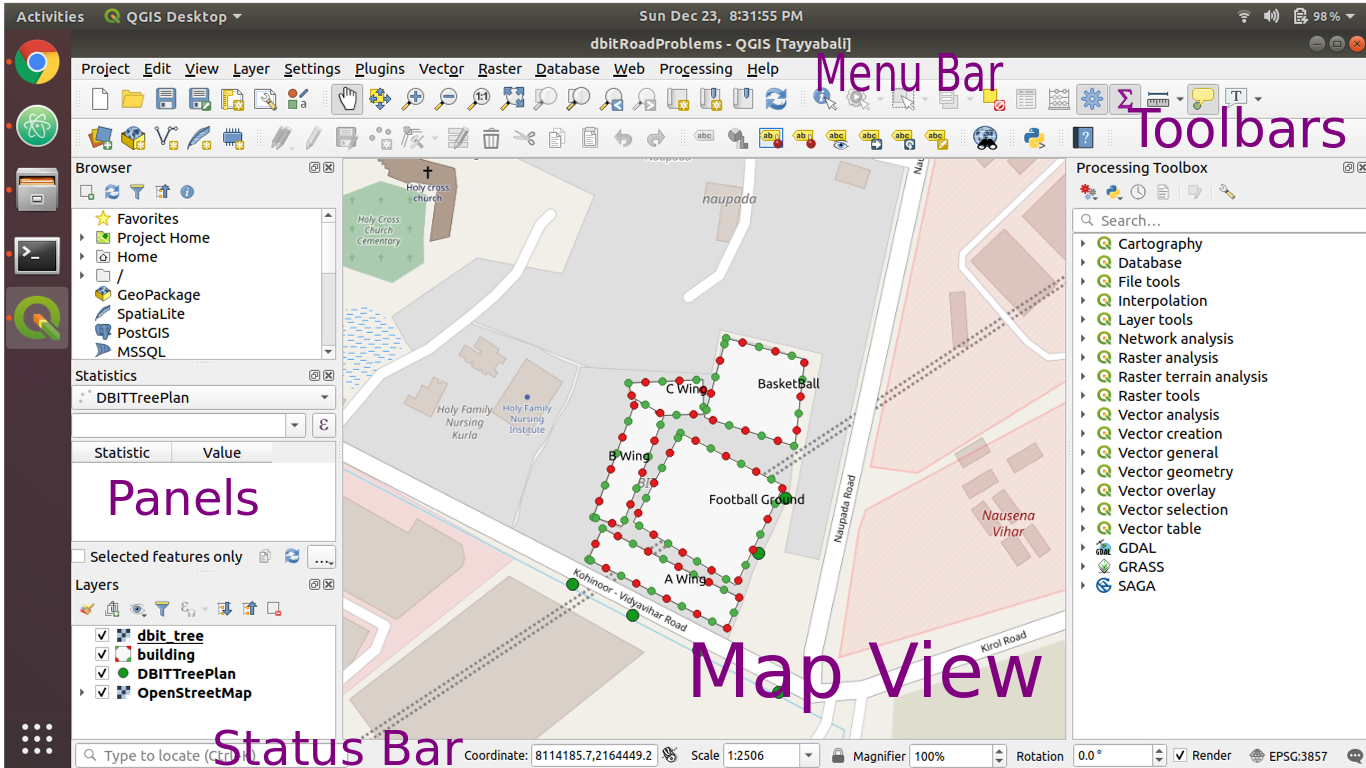 Activities QGIS Desktop Sun Dec 23, 8:31:55 PM 98 %
dbitRoadProblems - QGIS [Tayyabali]
Project Edit View Layer Settings Plugins Vector Raster Database Web Processing Help
Menu Bar
Toolbars
Browser
Favorites
Project Home
Home
/
GeoPackage
SpatiaLite
PostGIS
MSSQL
Statistics
DBITTreePlan
ε
Statistic Value
Panels
Selected features only
Layers
dbit_tree
building
DBITTreePlan
OpenStreetMap
Naupada
Holy cross
church
Holy Cross
Church
Cementery
naupada
Nau
BasketBall
C Wing
Holy Family
Nursing
Kurla
Holy Family
Nursing
Institute
B Wing
Football Ground
Naupada Road
Nausena
Vihar
A Wing
Kohinoor - Vidyavihar Road
Kirol Road
Map View
Processing Toolbox
Search...
Cartography
Database
File tools
Interpolation
Layer tools
Network analysis
Raster analysis
Raster terrain analysis
Raster tools
Vector analysis
Vector creation
Vector general
Vector geometry
Vector overlay
Vector selection
Vector table
GDAL
GRASS
SAGA
Status Bar
Type to locate (Ctrl+K) Coordinate: 8114185.7,2164449.2 Scale 1:2506 Magnifier 100% Rotation 0.0 ° Render EPSG:3857